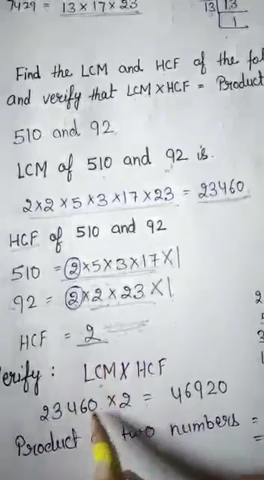 7429 = 13 × 17 × 23
13 13
1
Find the LCM and HCF of the fol
and verify that LCM × HCF = Product
510 and 92
LCM of 510 and 92 is.
2×2×5×3×17×23 = 23460
HCF of 510 and 92
510 = 2×5×3×17×1
92 = 2×2×23×1
HCF = 2
Verify : LCM X HCF
23460 × 2 = 46920
Product two numbers =
=